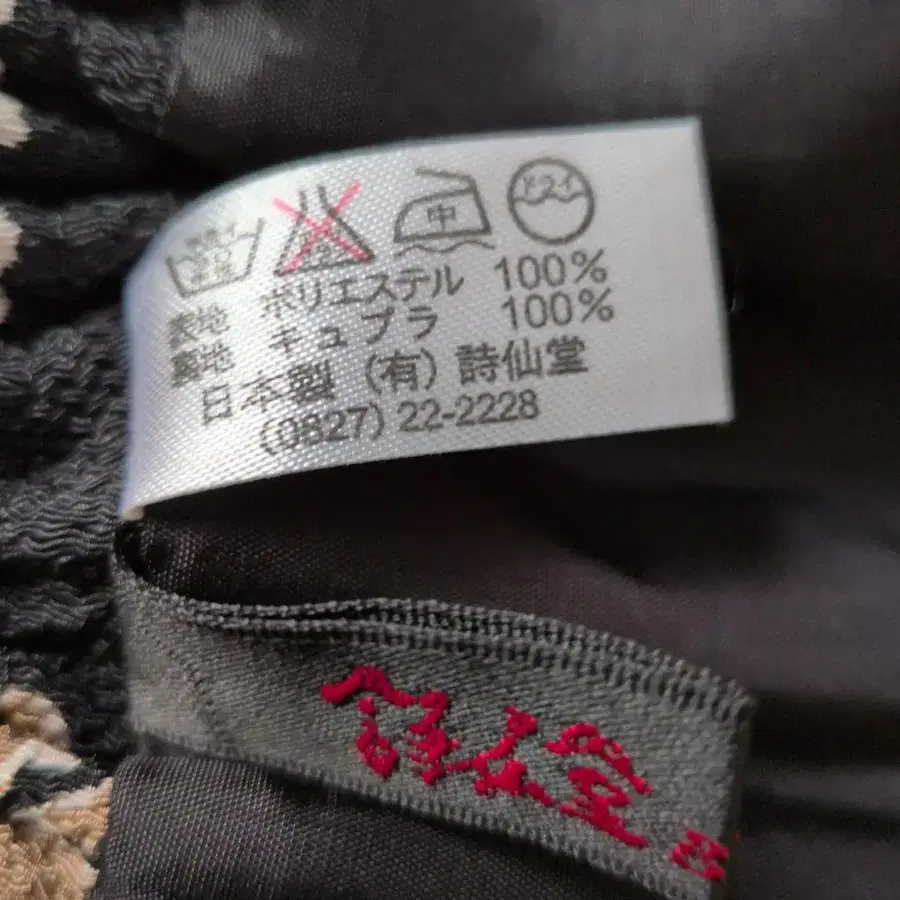 中 ドライ
表地 ポリエステル 100%
裏地 キュプラ 100%
日本製 (有) 詩仙堂
(0827) 22-2228
詩仙堂